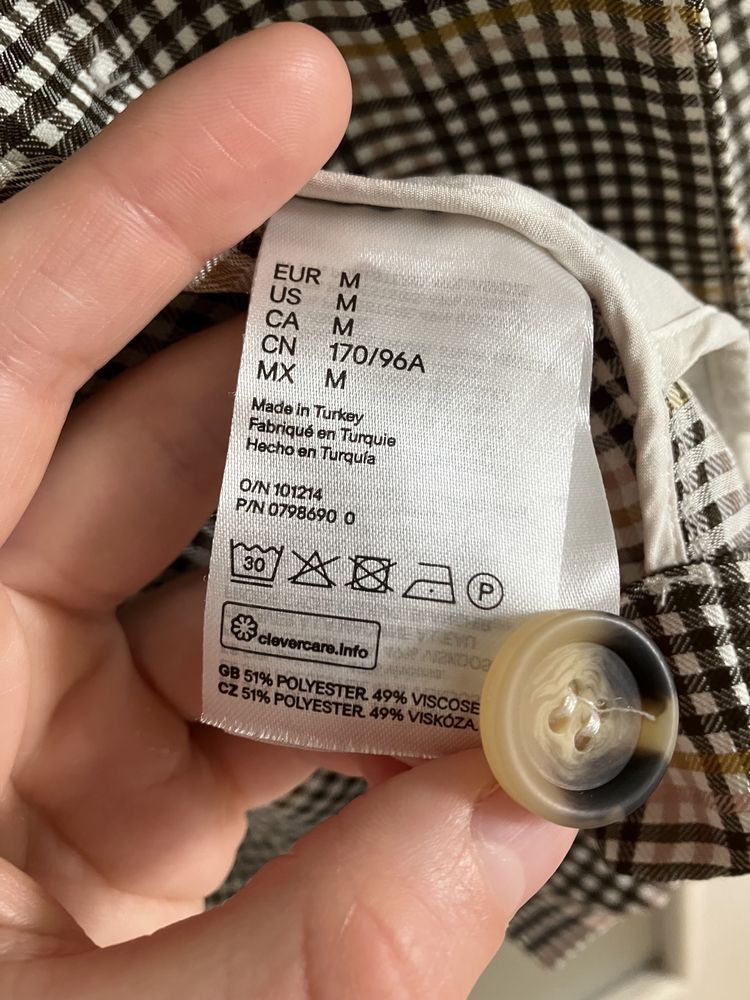 EUR M
US M
CA M
CN 170/96A
MX M
Made in Turkey
Fabriqué en Turquie
Hecho en Turquía
O/N 101214
P/N 0798690 0
30 P
clevercare.info
GB 51% POLYESTER. 49% VISCOSE
CZ 51% POLYESTER. 49% VISKÓZA